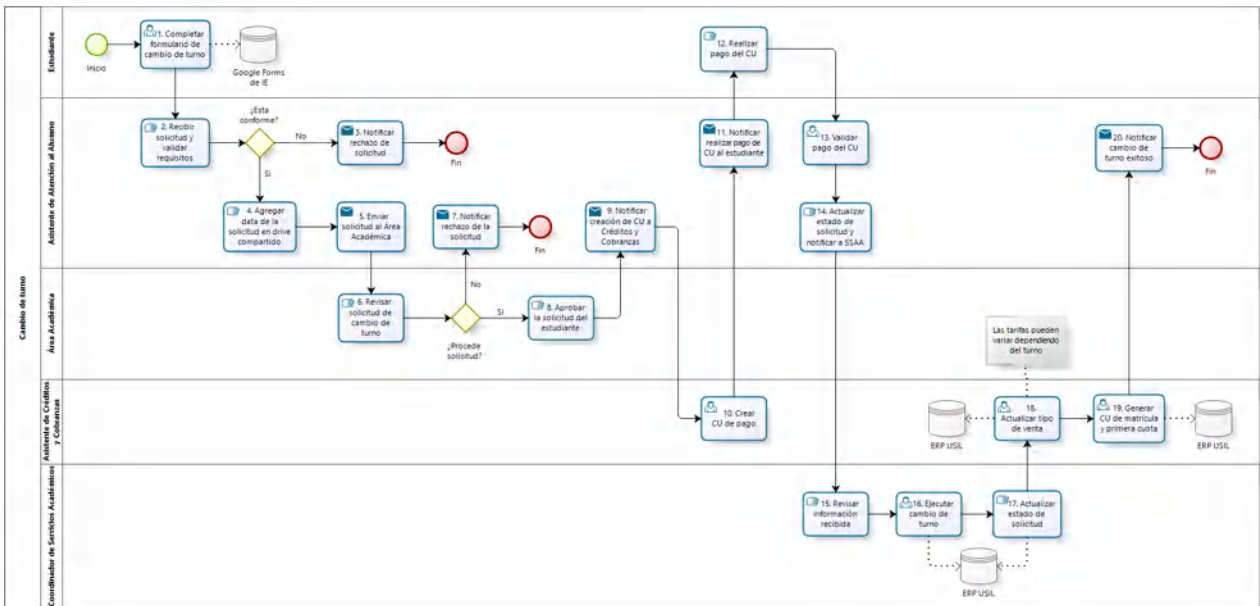 Cambio de turno
Estudiante
Inicio
1. Completar
formulario de
cambio de turno
Google Forms
de IE
12. Realizar
pago del CU
Asistente de Atención al Alumno
2. Recibir
solicitud y
validar
requisitos
¿Esta
conforme?
No
Si
3. Notificar
rechazo de
solicitud
Fin
4. Agregar
data de la
solicitud en drive
compartido
5. Enviar
solicitud al Área
Académica
7. Notificar
rechazo de la
solicitud
Fin
9. Notificar
creación de CU a
Créditos y
Cobranzas
11. Notificar
realizar pago de
CU al estudiante
13. Validar
pago del CU
14. Actualizar
estado de
solicitud y
notificar a SSAA
20. Notificar
cambio de
turno exitoso
Fin
Área Académica
6. Revisar
solicitud de
cambio de
turno
No
Si
¿Procede
solicitud?
8. Aprobar
la solicitud del
estudiante
Las tarifas pueden
variar dependiendo
del turno
Asistente de Créditos
y Cobranzas
10. Crear
CU de pago
ERP USIL
18.
Actualizar tipo
de venta
19. Generar
CU de matrícula
y primera cuota
ERP USIL
Coordinador de Servicios Académicos
15. Revisar
información
recibida
16. Ejecutar
cambio de
turno
17. Actualizar
estado de
solicitud
ERP USIL